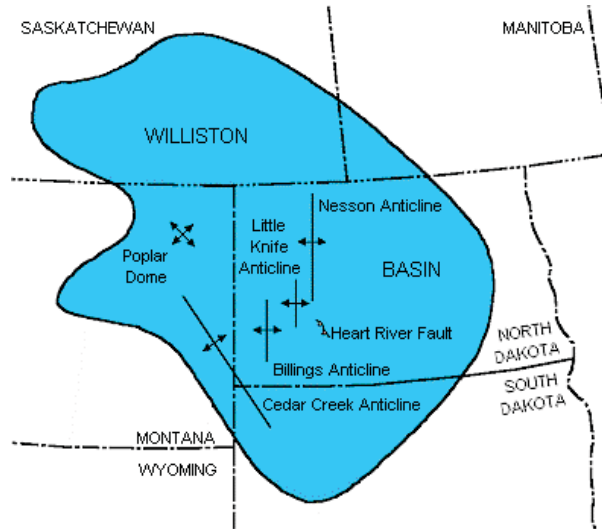 SASKATCHEWAN
MANITOBA
WILLISTON
Nesson Anticline
Little
Knife
Anticline
Poplar
Dome
BASIN
Heart River Fault
NORTH
DAKOTA
Billings Anticline
SOUTH
DAKOTA
Cedar Creek Anticline
MONTANA
WYOMING